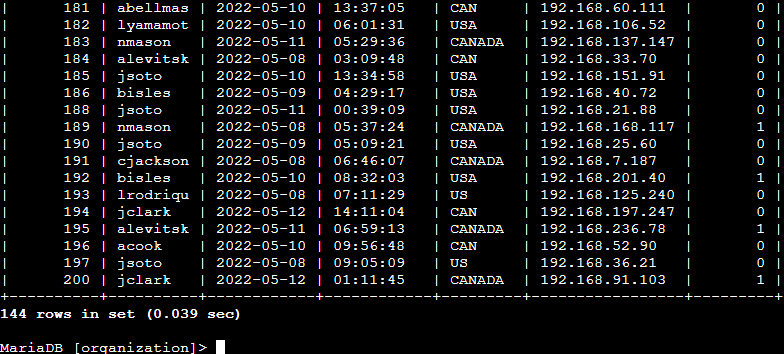 |       181 | abellmas | 2022-05-10 | 13:37:05   | CAN     | 192.168.60.111  |       0 |
|       182 | lyamamot | 2022-05-10 | 06:01:31   | USA     | 192.168.106.52  |       0 |
|       183 | nmason   | 2022-05-11 | 05:29:36   | CANADA  | 192.168.137.147 |       0 |
|       184 | alevitsk | 2022-05-08 | 03:09:48   | CAN     | 192.168.33.70   |       0 |
|       185 | jsoto    | 2022-05-10 | 13:34:58   | USA     | 192.168.151.91  |       0 |
|       186 | bisles   | 2022-05-09 | 04:29:17   | USA     | 192.168.40.72   |       0 |
|       188 | jsoto    | 2022-05-11 | 00:39:09   | USA     | 192.168.21.88   |       0 |
|       189 | nmason   | 2022-05-08 | 05:37:24   | CANADA  | 192.168.168.117 |       1 |
|       190 | jsoto    | 2022-05-09 | 05:09:21   | USA     | 192.168.25.60   |       0 |
|       191 | cjackson | 2022-05-08 | 06:46:07   | CANADA  | 192.168.7.187   |       0 |
|       192 | bisles   | 2022-05-10 | 08:32:03   | USA     | 192.168.201.40  |       1 |
|       193 | lrodriqu | 2022-05-08 | 07:11:29   | US      | 192.168.125.240 |       0 |
|       194 | jclark   | 2022-05-12 | 14:11:04   | CAN     | 192.168.197.247 |       0 |
|       195 | alevitsk | 2022-05-11 | 06:59:13   | CANADA  | 192.168.236.78  |       1 |
|       196 | acook    | 2022-05-10 | 09:56:48   | CAN     | 192.168.52.90   |       0 |
|       197 | jsoto    | 2022-05-08 | 09:05:09   | US      | 192.168.36.21   |       0 |
|       200 | jclark   | 2022-05-12 | 01:11:45   | CANADA  | 192.168.91.103  |       1 |
+-----------+----------+------------+------------+---------+-----------------+---------+
144 rows in set (0.039 sec)
MariaDB [organization]>